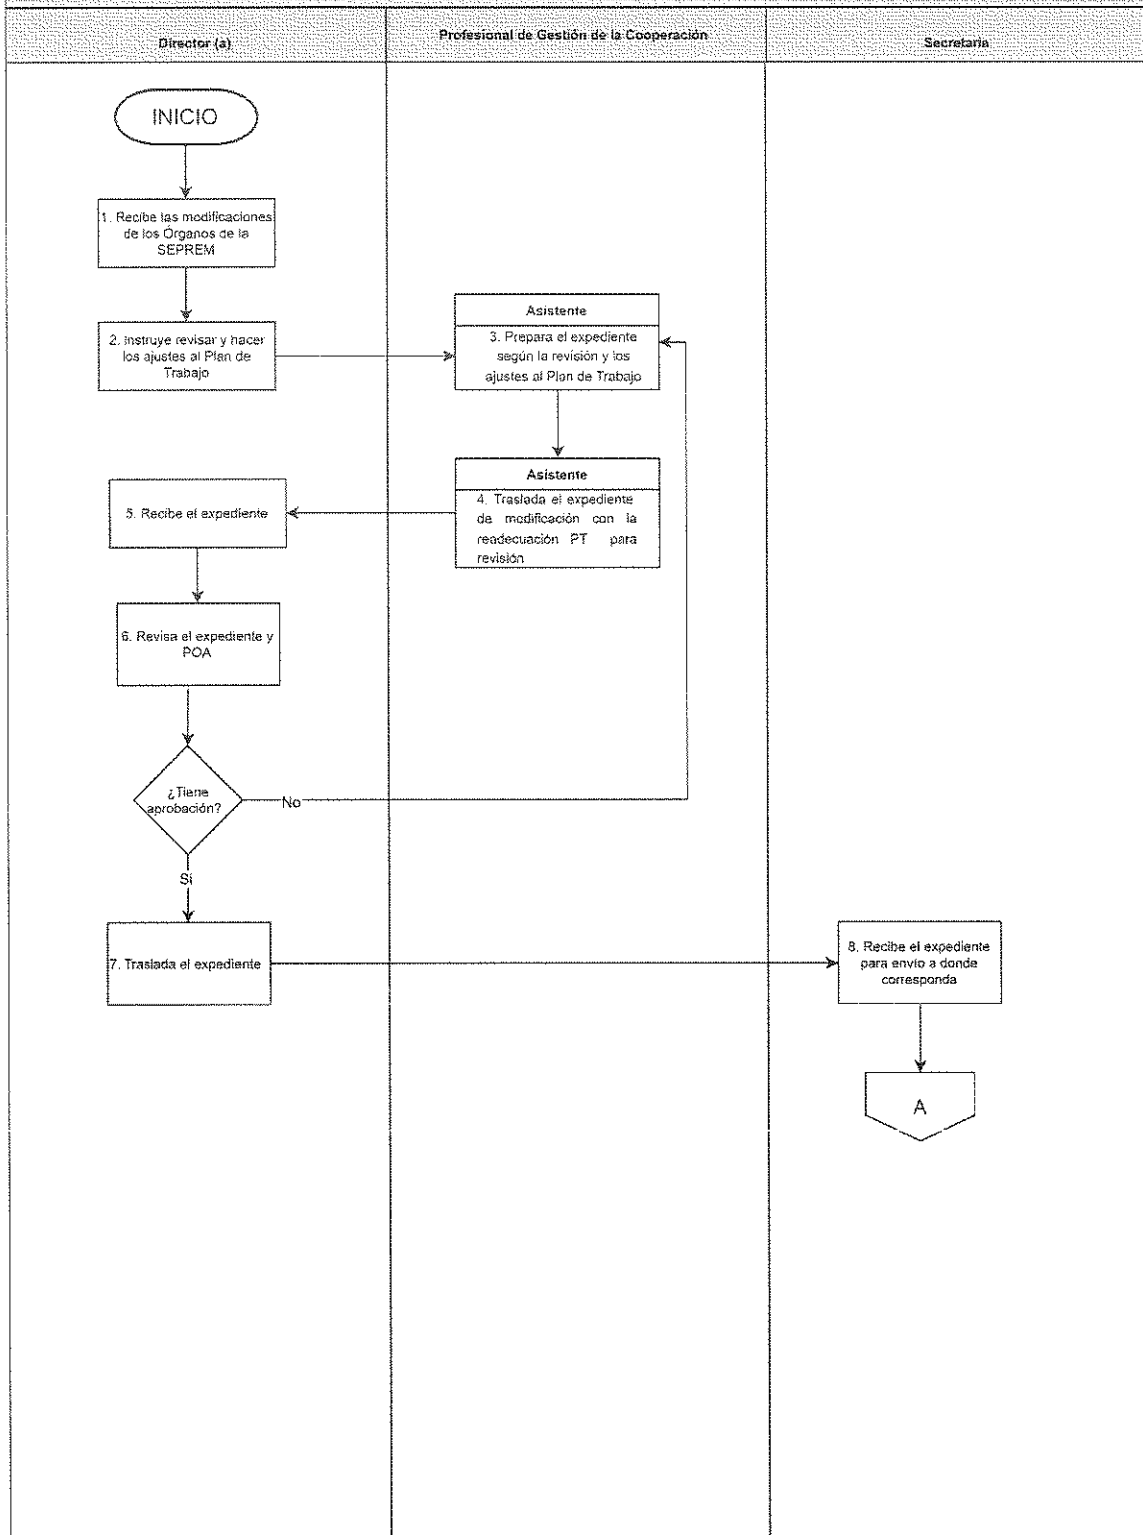 Director (a)
Profesional de Gestión de la Cooperación
Secretaria
INICIO
1. Recibe las modificaciones
de los Órganos de la
SEPREM
2. Instruye revisar y hacer
los ajustes al Plan de
Trabajo
Asistente
3. Prepara el expediente
según la revisión y los
ajustes al Plan de Trabajo
Asistente
4. Traslada el expediente
de modificación con la
readecuación PT para
revisión
5. Recibe el expediente
6. Revisa el expediente y
POA
¿Tiene
aprobación?
No
Sí
7. Traslada el expediente
8. Recibe el expediente
para envío a donde
corresponda
A